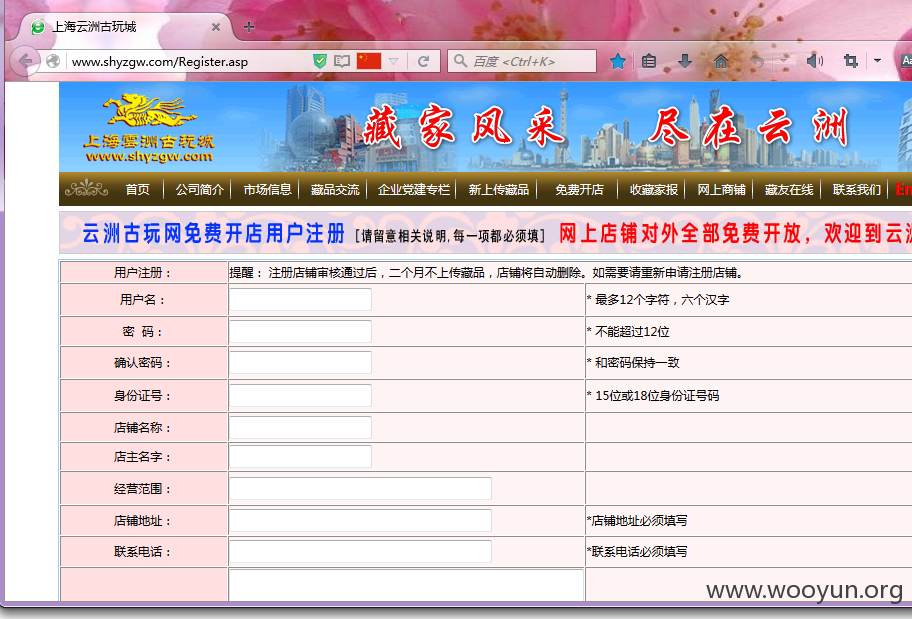 上海云洲古玩城
www.shyzgw.com/Register.asp
百度 <Ctrl+K>
上海雲洲古玩城
www.shyzgw.com
藏家风采 尽在云洲
首页 公司简介 市场信息 藏品交流 企业党建专栏 新上传藏品 免费开店 收藏家报 网上商铺 藏友在线 联系我们 En
云洲古玩网免费开店用户注册 [请留意相关说明,每一项都必须填] 网上店铺对外全部免费开放，欢迎到云
用户注册： 提醒： 注册店铺审核通过后，二个月不上传藏品，店铺将自动删除。如需要请重新申请注册店铺。
用户名： * 最多12个字符，六个汉字
密 码： * 不能超过12位
确认密码： * 和密码保持一致
身份证号： * 15位或18位身份证号码
店铺名称：
店主名字：
经营范围：
店铺地址： *店铺地址必须填写
联系电话： *联系电话必须填写
www.wooyun.org